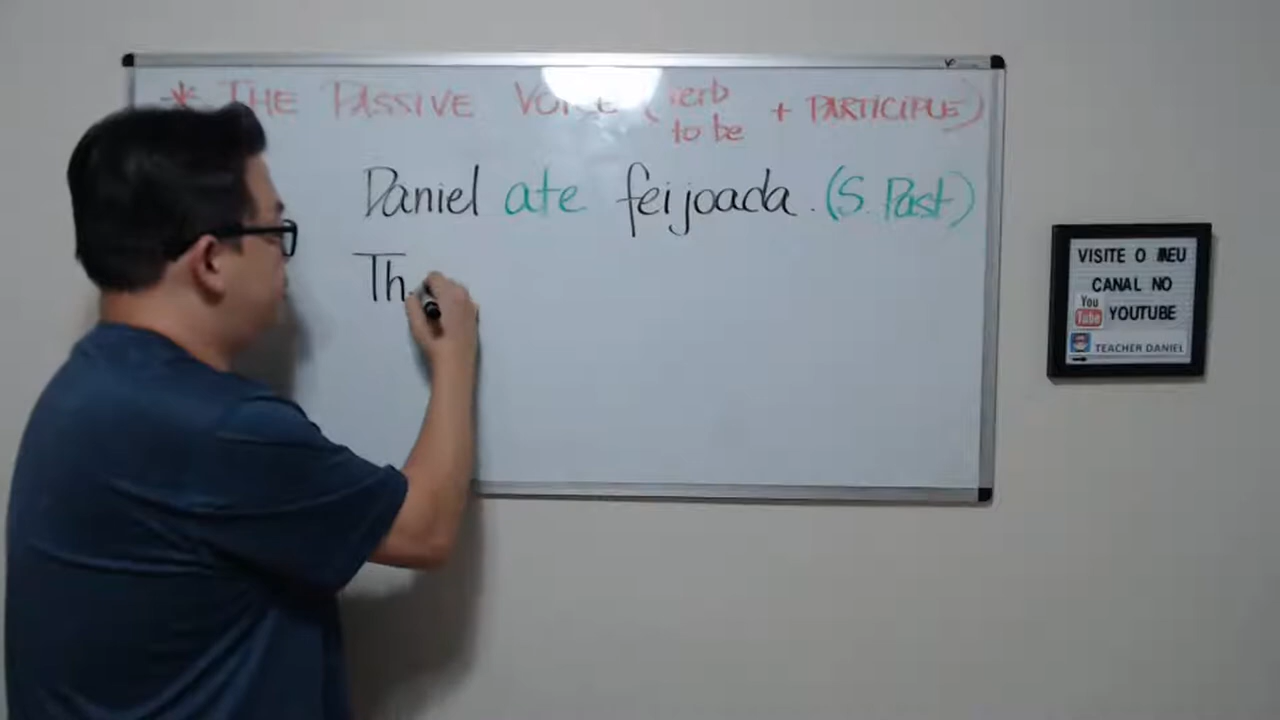 * THE PASSIVE VOICE (verb to be + PARTICIPLE)
Daniel ate feijoada. (S. Past)
Th
VISITE O MEU
CANAL NO
You Tube YOUTUBE
TEACHER DANIEL